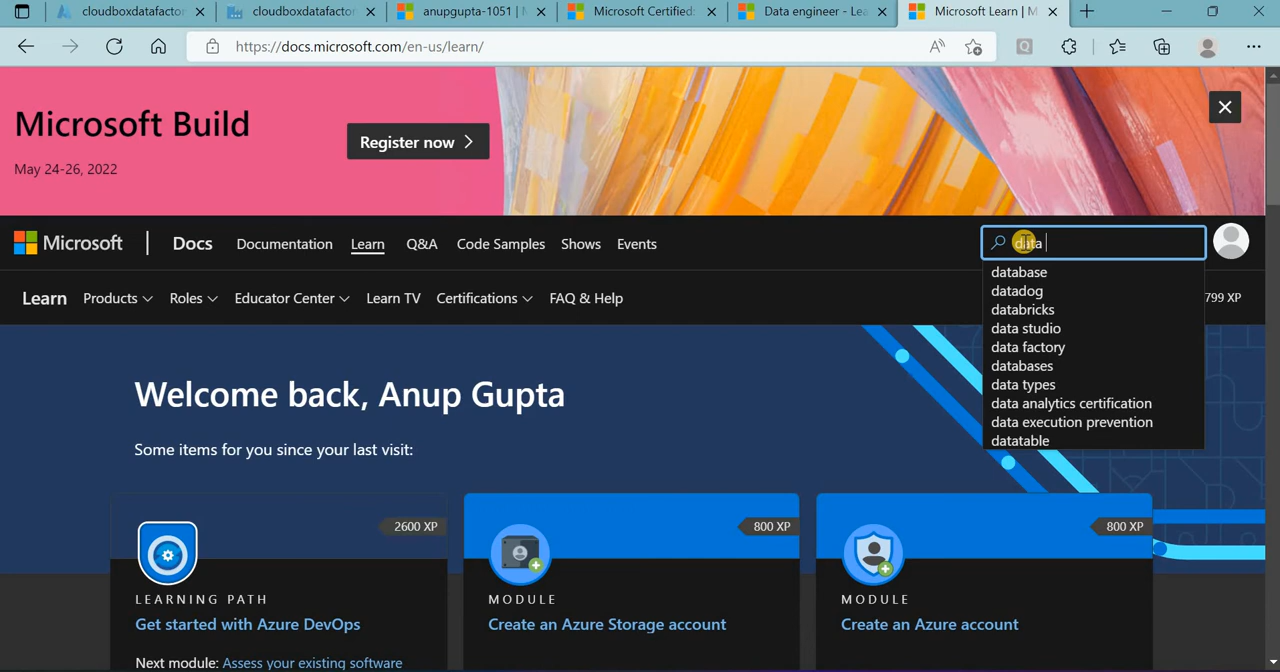 cloudboxdatafactor
cloudboxdatafactor
anupgupta-1051 | M
Microsoft Certified:
Data engineer - Lea
Microsoft Learn | M
https://docs.microsoft.com/en-us/learn/
Microsoft Build
May 24-26, 2022
Register now
Microsoft
Docs
Documentation
Learn
Q&A
Code Samples
Shows
Events
data
Learn
Products
Roles
Educator Center
Learn TV
Certifications
FAQ & Help
799 XP
database
datadog
databricks
data studio
data factory
databases
data types
data analytics certification
data execution prevention
datatable
Welcome back, Anup Gupta
Some items for you since your last visit:
2600 XP
LEARNING PATH
Get started with Azure DevOps
Next module: Assess your existing software
800 XP
MODULE
Create an Azure Storage account
800 XP
MODULE
Create an Azure account